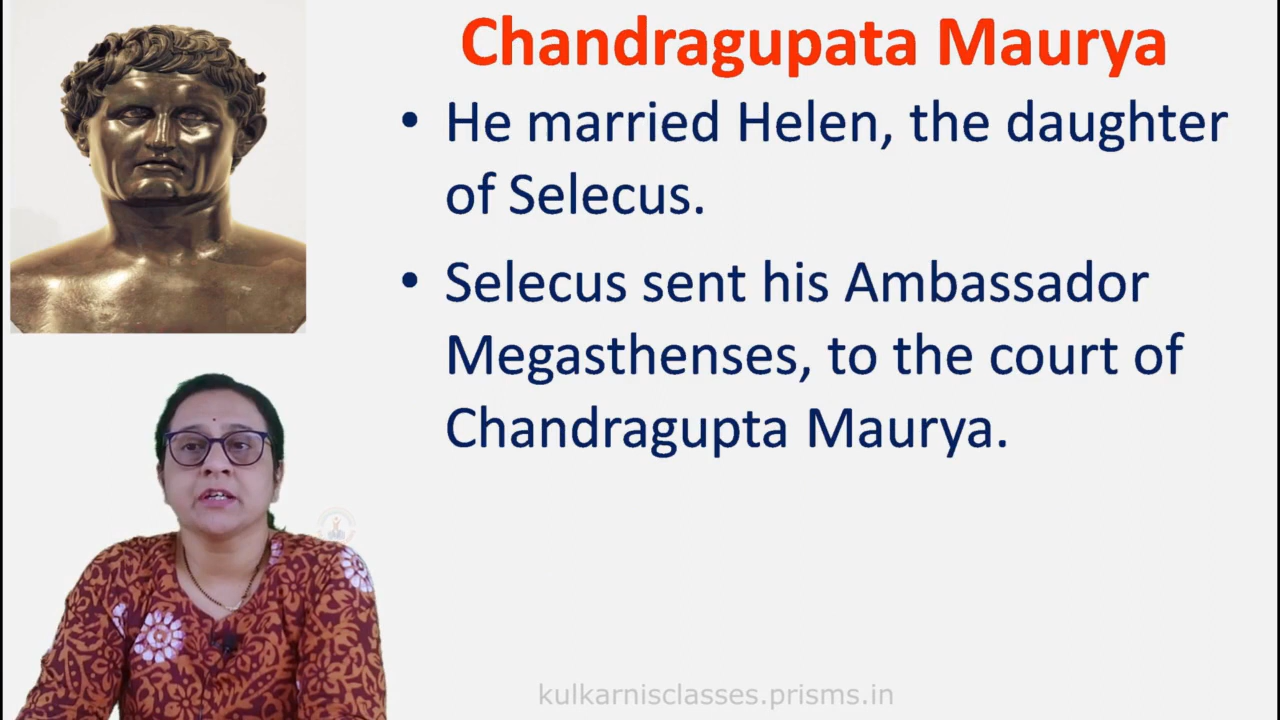 Chandragupata Maurya
• He married Helen, the daughter
of Selecus.
• Selecus sent his Ambassador
Megasthenses, to the court of
Chandragupta Maurya.
kulkarnisclasses.prisms.in